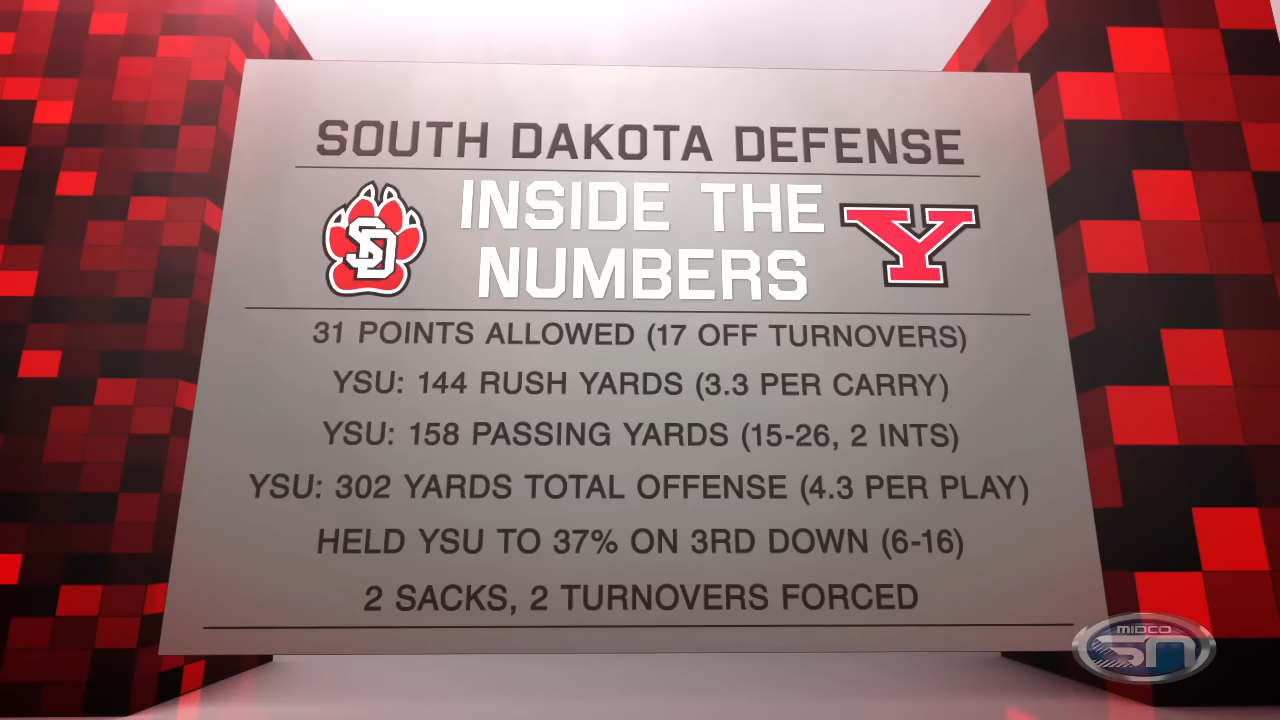 SOUTH DAKOTA DEFENSE
SD
INSIDE THE
NUMBERS
Y
31 POINTS ALLOWED (17 OFF TURNOVERS)
YSU: 144 RUSH YARDS (3.3 PER CARRY)
YSU: 158 PASSING YARDS (15-26, 2 INTS)
YSU: 302 YARDS TOTAL OFFENSE (4.3 PER PLAY)
HELD YSU TO 37% ON 3RD DOWN (6-16)
2 SACKS, 2 TURNOVERS FORCED
MIDCO
SN